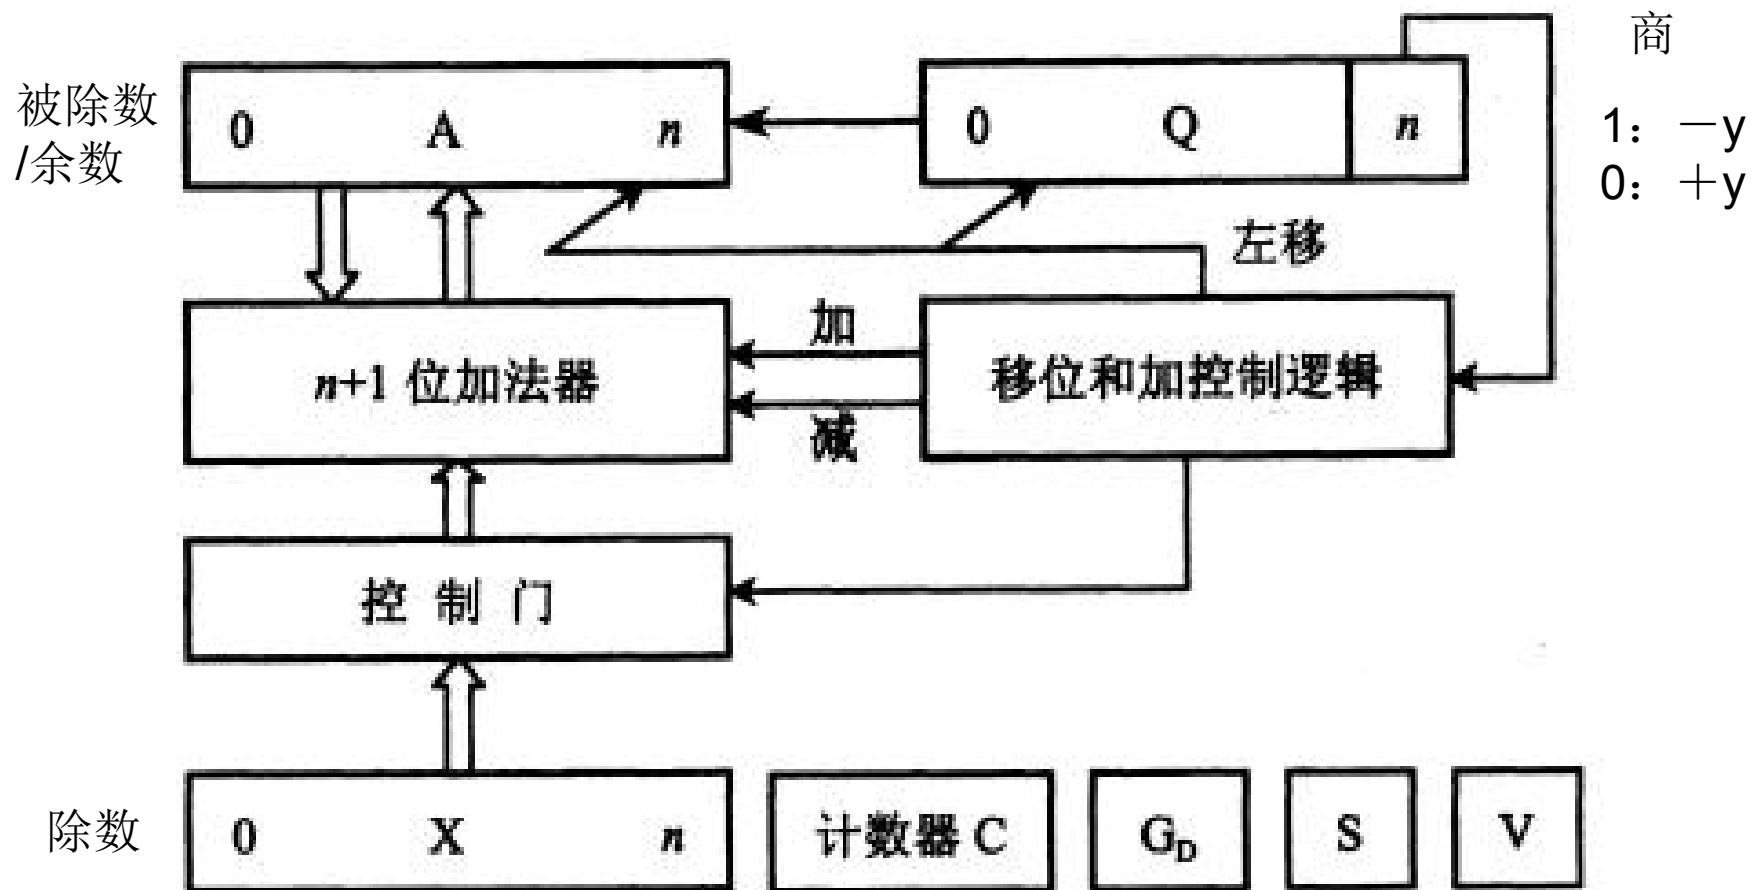 商
被除数
/余数
0 A n
0 Q n
1：－y
0：＋y
左移
n+1 位加法器
加
减
移位和加控制逻辑
控 制 门
除数
0 X n
计数器 C
G_D
S
V